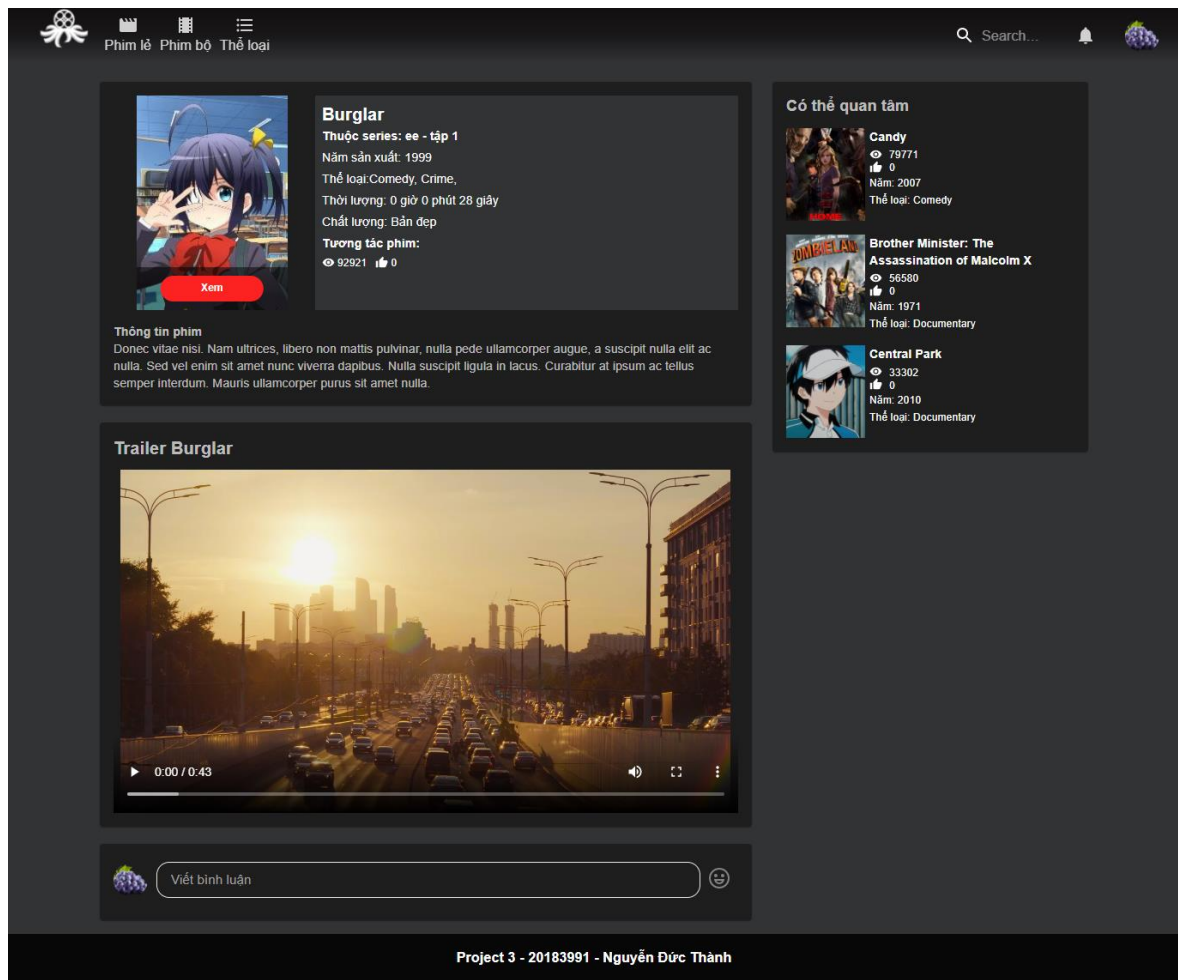 Phim lẻ Phim bộ Thể loại
Search...
Burglar
Thuộc series: ee - tập 1
Năm sản xuất: 1999
Thể loại:Comedy, Crime,
Thời lượng: 0 giờ 0 phút 28 giây
Chất lượng: Bản đẹp
Tương tác phim:
92921 0
Xem
Thông tin phim
Donec vitae nisi. Nam ultrices, libero non mattis pulvinar, nulla pede ullamcorper augue, a suscipit nulla elit ac
nulla. Sed vel enim sit amet nunc viverra dapibus. Nulla suscipit ligula in lacus. Curabitur at ipsum ac tellus
semper interdum. Mauris ullamcorper purus sit amet nulla.
Trailer Burglar
0:00 / 0:43
Viết bình luận
Có thể quan tâm
Candy
79771
0
Năm: 2007
Thể loại: Comedy
HOME
Brother Minister: The
Assassination of Malcolm X
56580
0
Năm: 1971
Thể loại: Documentary
ZOMBIELAND
Central Park
33302
0
Năm: 2010
Thể loại: Documentary
Project 3 - 20183991 - Nguyễn Đức Thành